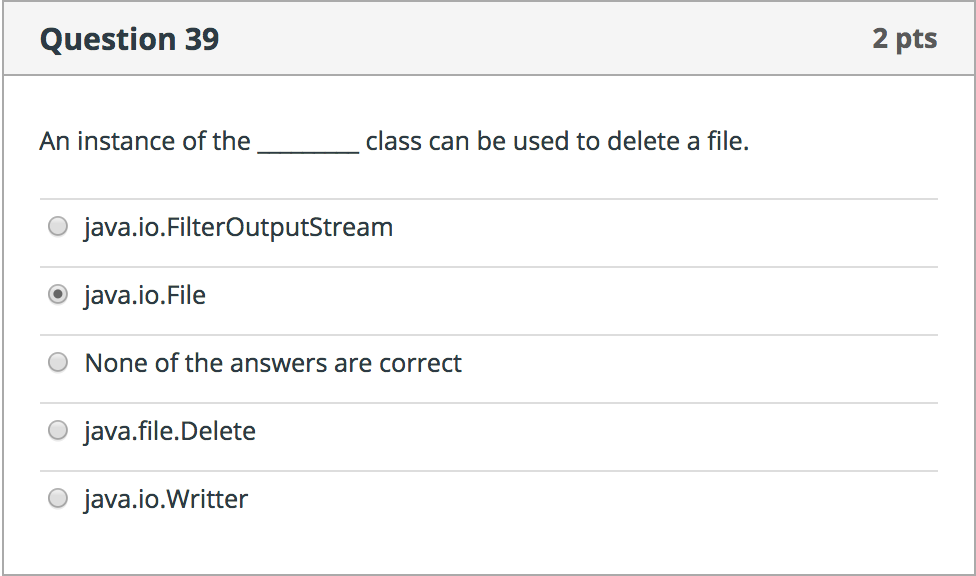 Question 39
2 pts
An instance of the _________ class can be used to delete a file.
java.io.FilterOutputStream
java.io.File
None of the answers are correct
java.file.Delete
java.io.Writter